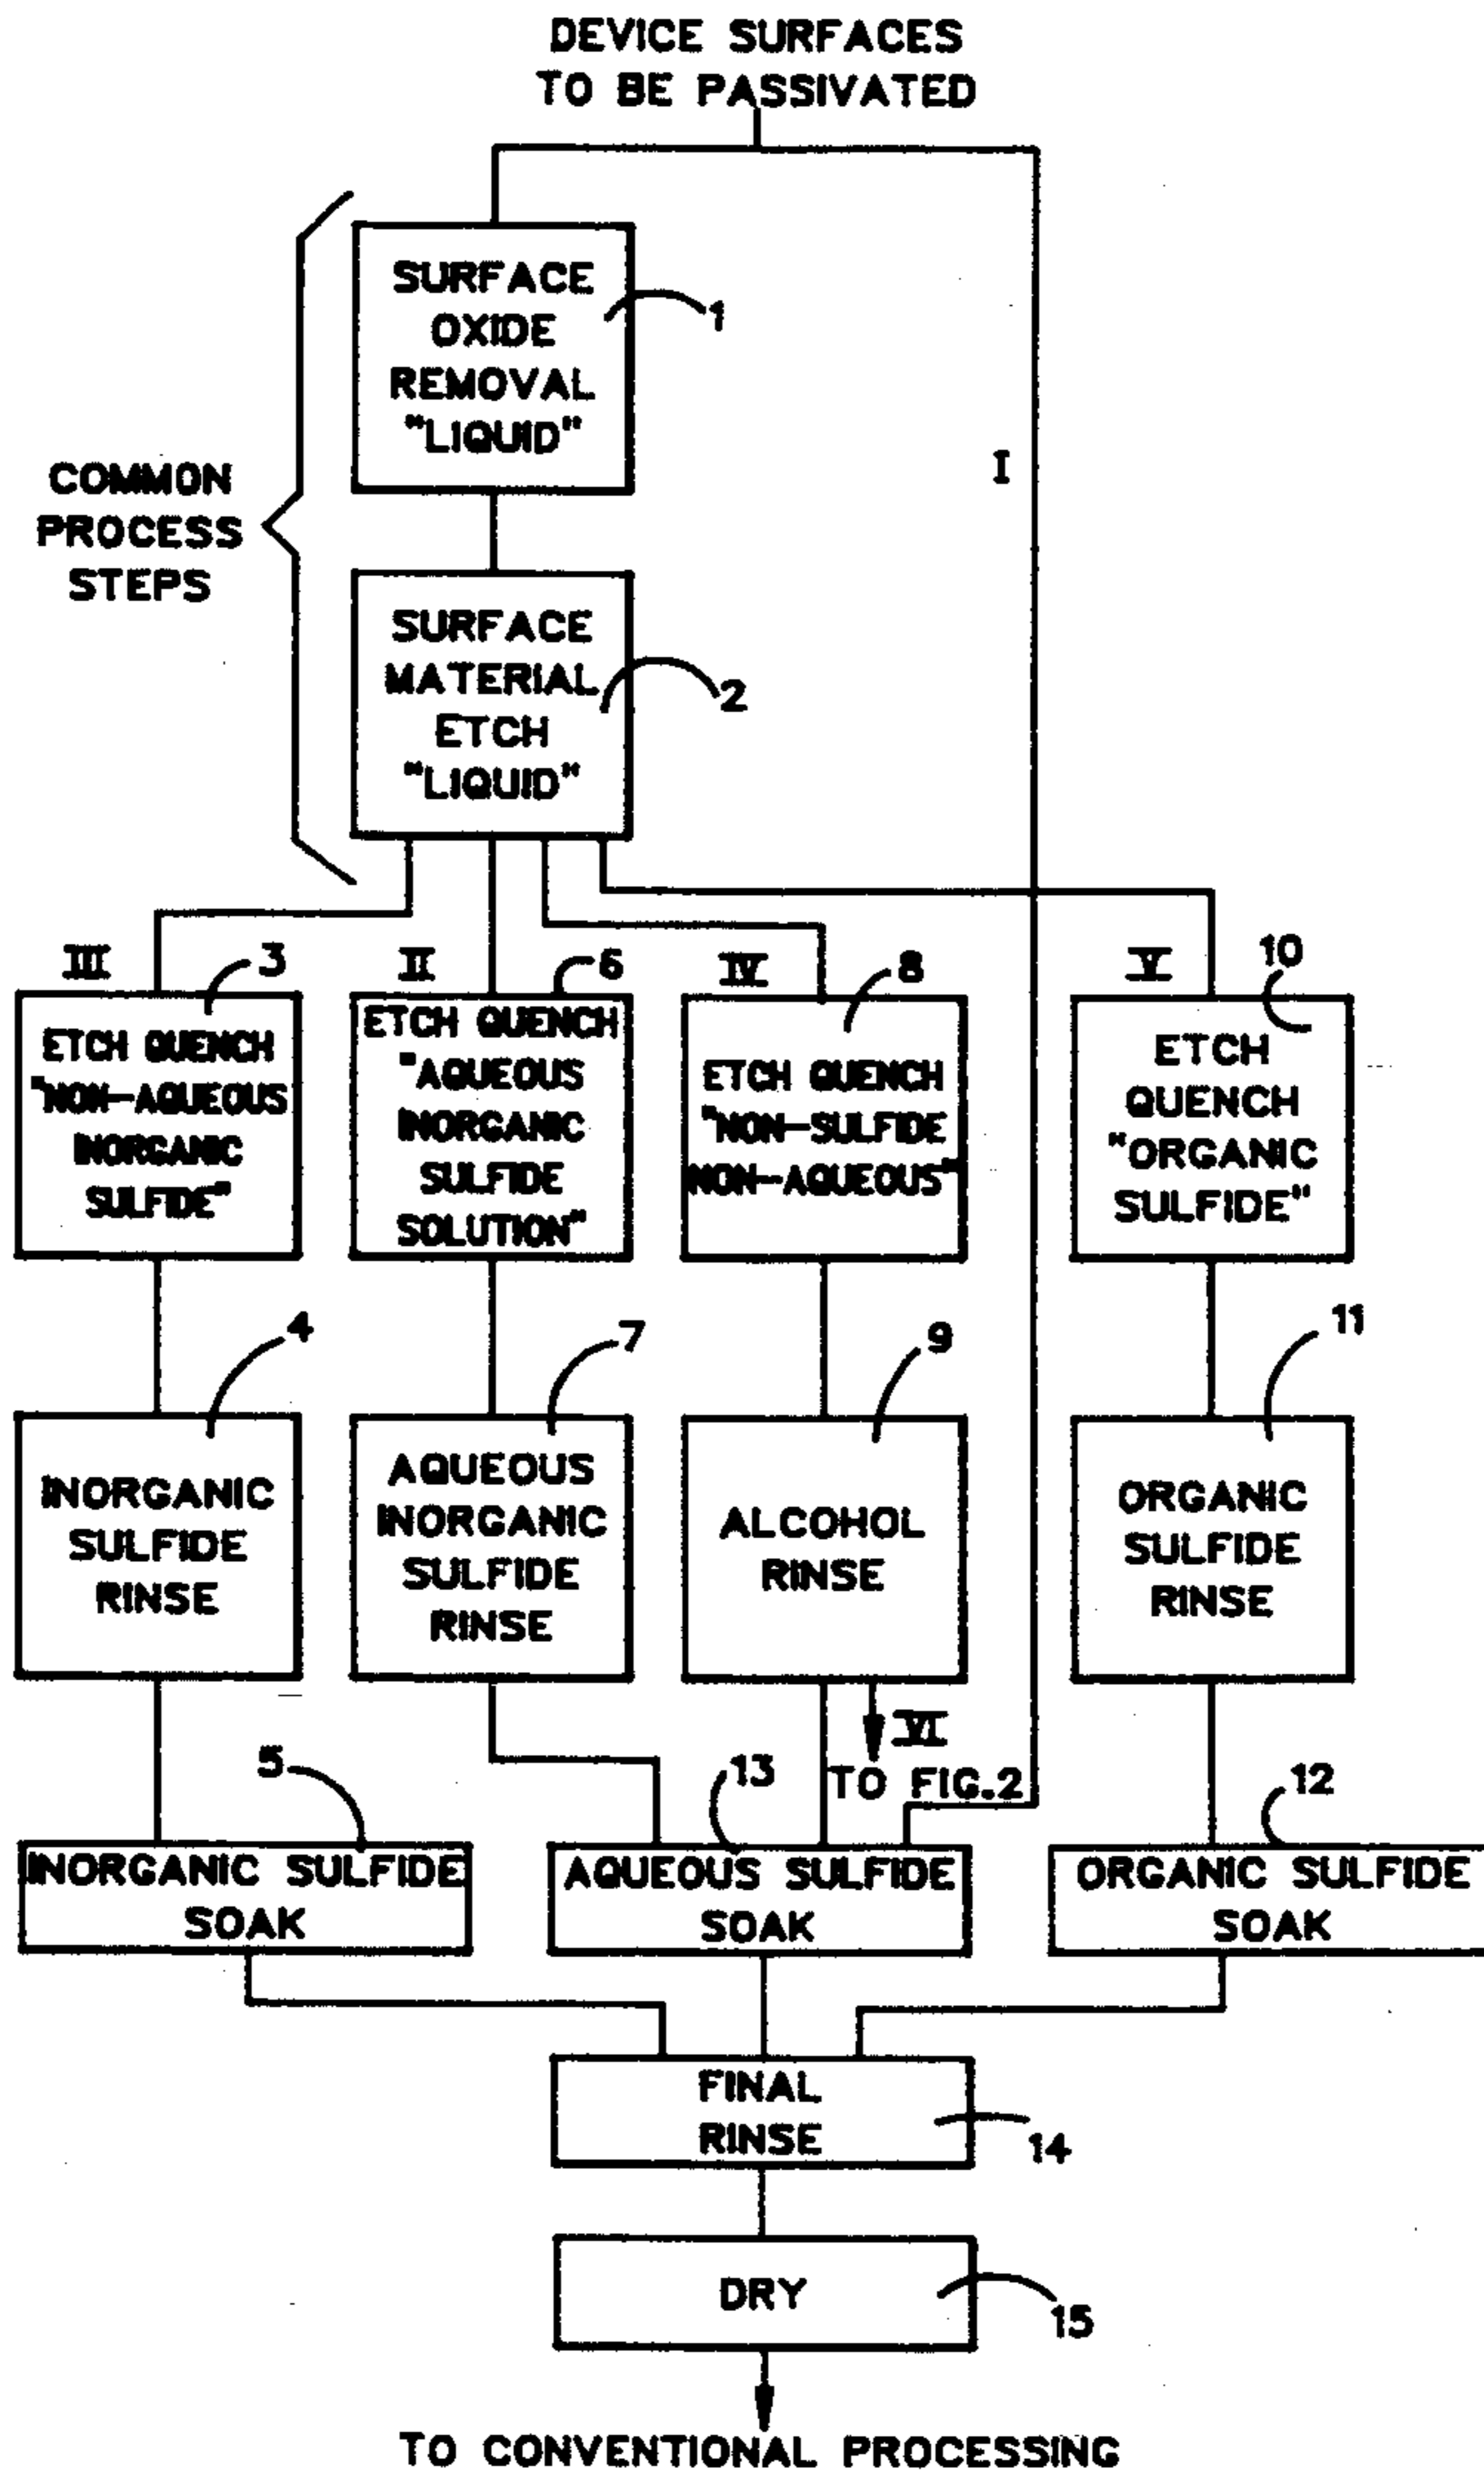 DEVICE SURFACES
TO BE PASSIVATED
SURFACE
OXIDE
REMOVAL
"LIQUID"
1
I
COMMON
PROCESS
STEPS
SURFACE
MATERIAL
ETCH
"LIQUID"
2
III
3
ETCH QUENCH
"NON-AQUEOUS
INORGANIC
SULFIDE"
II
6
ETCH QUENCH
"AQUEOUS
INORGANIC
SULFIDE
SOLUTION"
IV
8
ETCH QUENCH
"NON-SULFIDE
NON-AQUEOUS"
V
10
ETCH
QUENCH
"ORGANIC
SULFIDE"
4
INORGANIC
SULFIDE
RINSE
7
AQUEOUS
INORGANIC
SULFIDE
RINSE
9
ALCOHOL
RINSE
11
ORGANIC
SULFIDE
RINSE
VI
TO FIG.2
5
INORGANIC SULFIDE
SOAK
13
AQUEOUS SULFIDE
SOAK
12
ORGANIC SULFIDE
SOAK
FINAL
RINSE
14
DRY
15
TO CONVENTIONAL PROCESSING